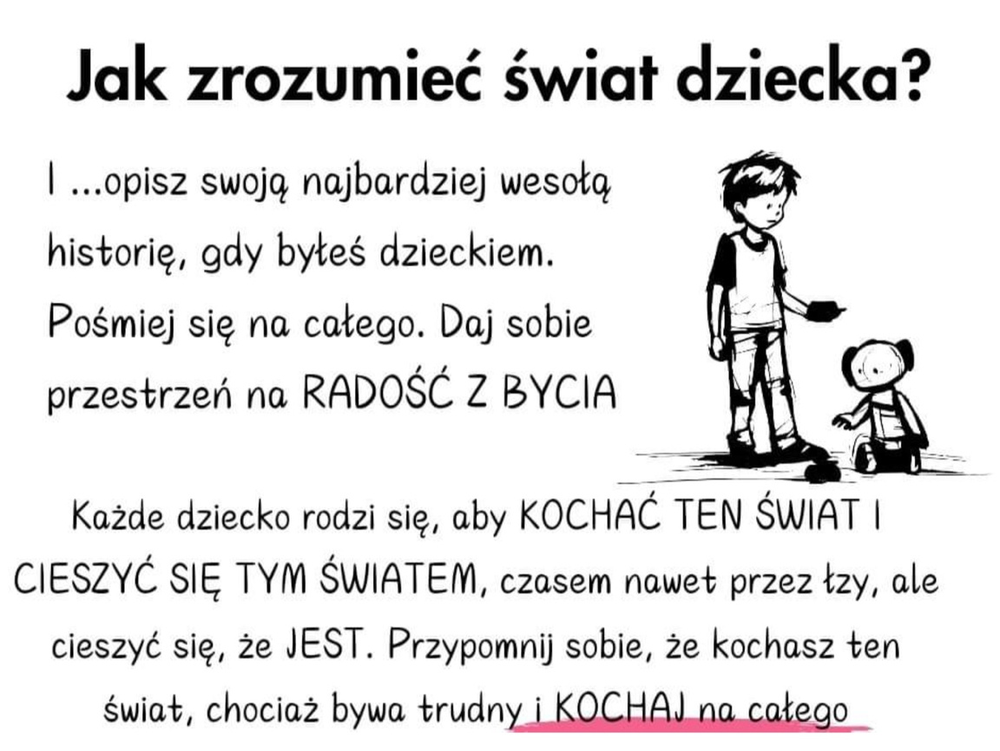 Jak zrozumieć świat dziecka?
I ...opisz swoją najbardziej wesołą
historię, gdy byłeś dzieckiem.
Pośmiej się na całego. Daj sobie
przestrzeń na RADOŚĆ Z BYCIA
Każde dziecko rodzi się, aby KOCHAĆ TEN ŚWIAT I
CIESZYĆ SIĘ TYM ŚWIATEM, czasem nawet przez łzy, ale
cieszyć się, że JEST. Przypomnij sobie, że kochasz ten
świat, chociaż bywa trudny i KOCHAJ na całego